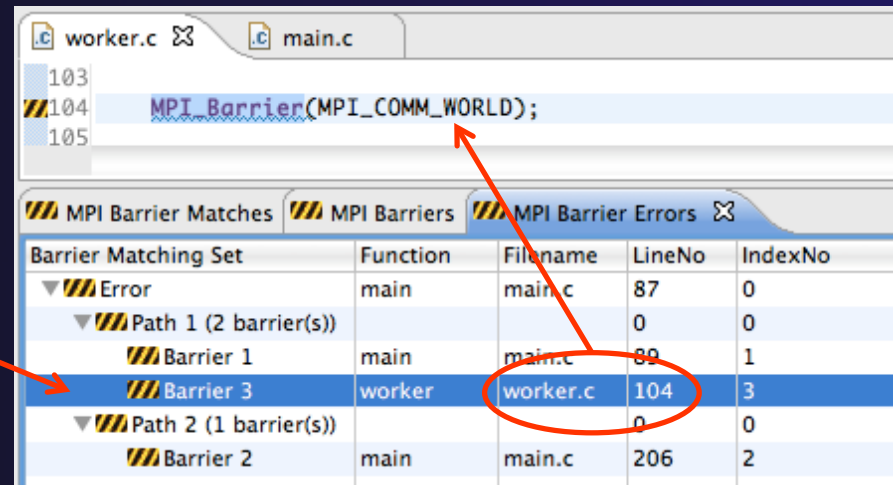 worker.c main.c
103
104 MPI_Barrier(MPI_COMM_WORLD);
105
MPI Barrier Matches MPI Barriers MPI Barrier Errors
Barrier Matching Set Function Filename LineNo IndexNo
Error main main.c 87 0
Path 1 (2 barrier(s)) 0 0
Barrier 1 main main.c 89 1
Barrier 3 worker worker.c 104 3
Path 2 (1 barrier(s)) 0 0
Barrier 2 main main.c 206 2